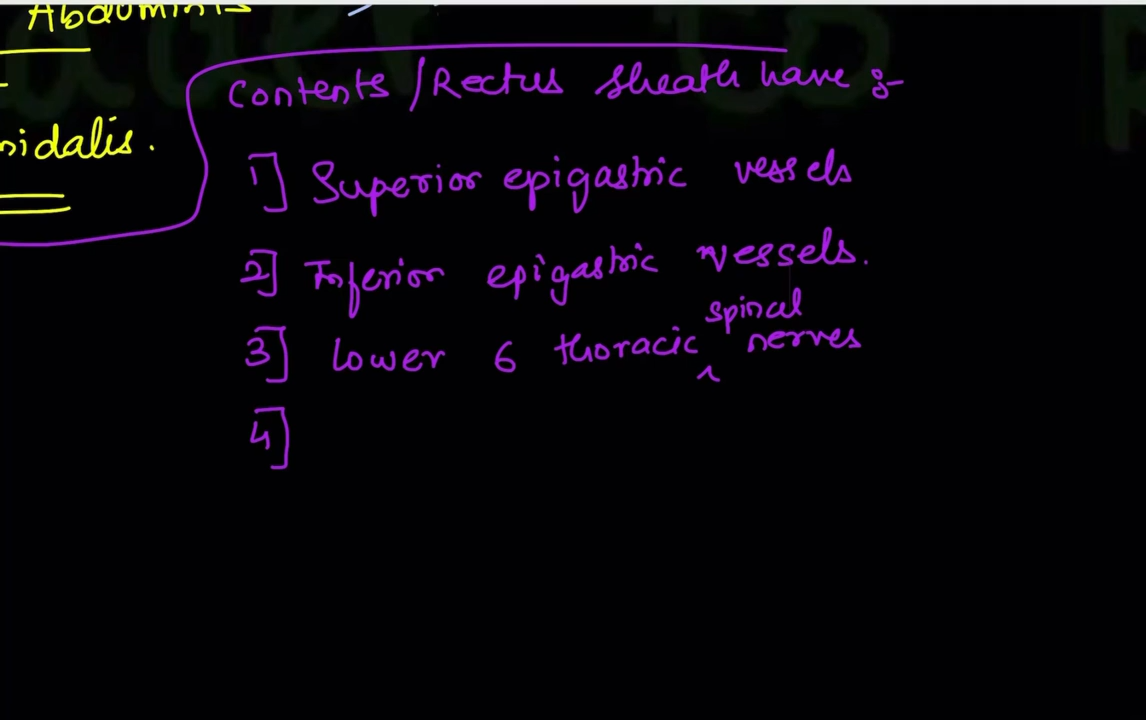 Abdominis
nidalis.
Contents / Rectus sheath have :-
1] Superior epigastric vessels
2] Inferior epigastric vessels.
spinal
3] lower 6 thoracic ^ nerves
4]